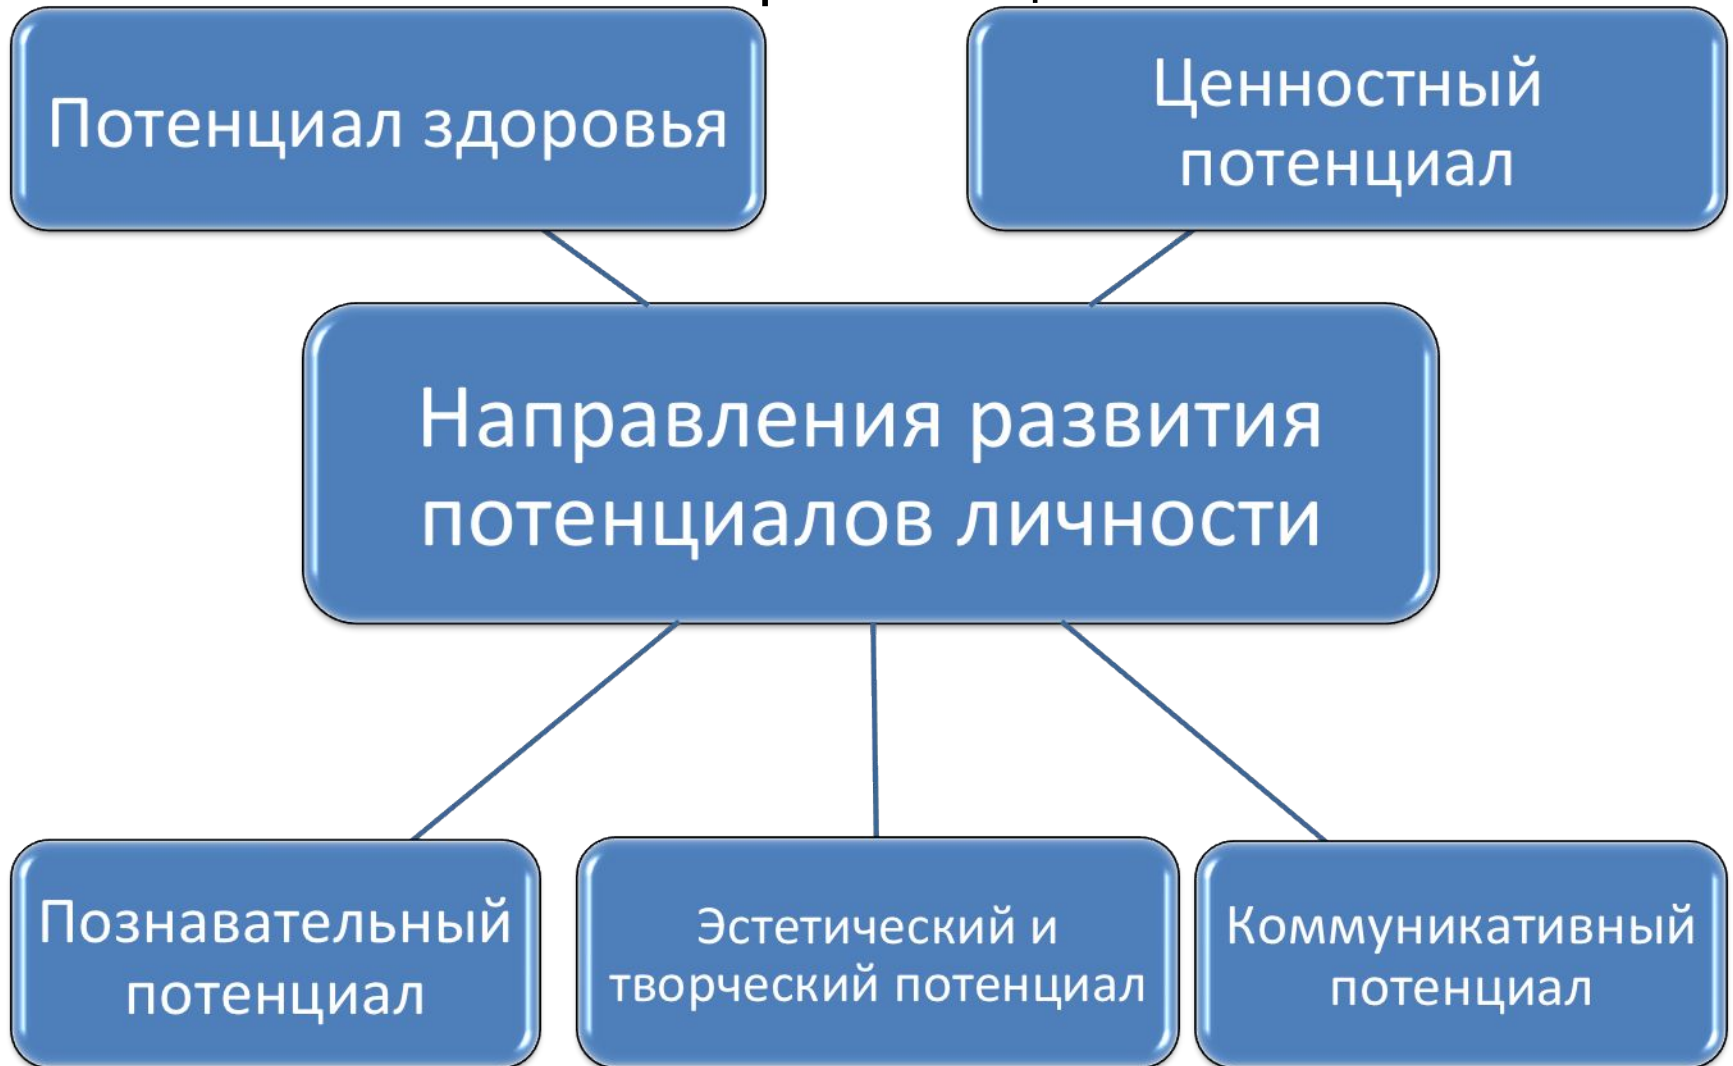 Потенциал здоровья
Ценностный
потенциал
Направления развития
потенциалов личности
Познавательный
потенциал
Эстетический и
творческий потенциал
Коммуникативный
потенциал